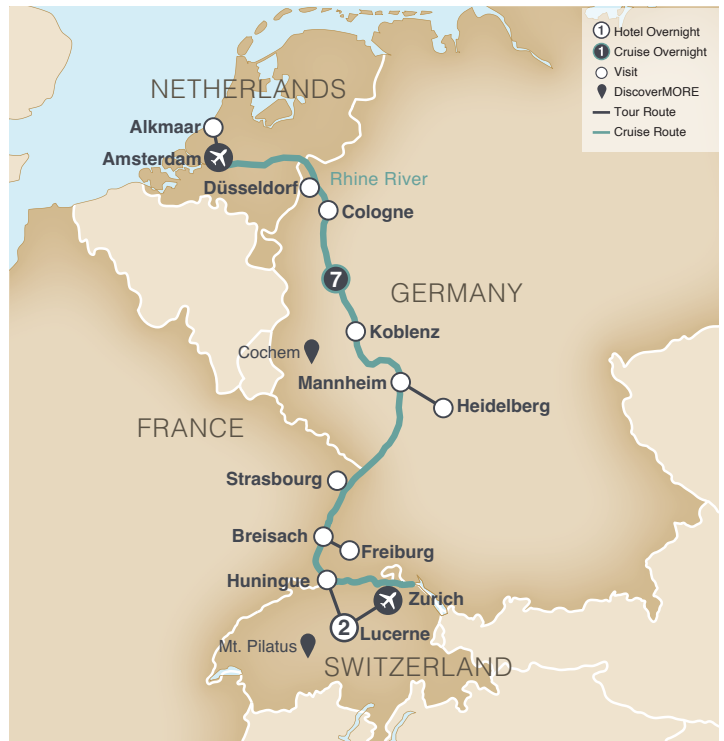 1 Hotel Overnight
1 Cruise Overnight
Visit
DiscoverMORE
Tour Route
Cruise Route
NETHERLANDS
Alkmaar
Amsterdam
Rhine River
Düsseldorf
Cologne
7
GERMANY
Koblenz
Cochem
Mannheim
Heidelberg
FRANCE
Strasbourg
Breisach
Freiburg
Huningue
Zurich
2
Lucerne
Mt. Pilatus
SWITZERLAND